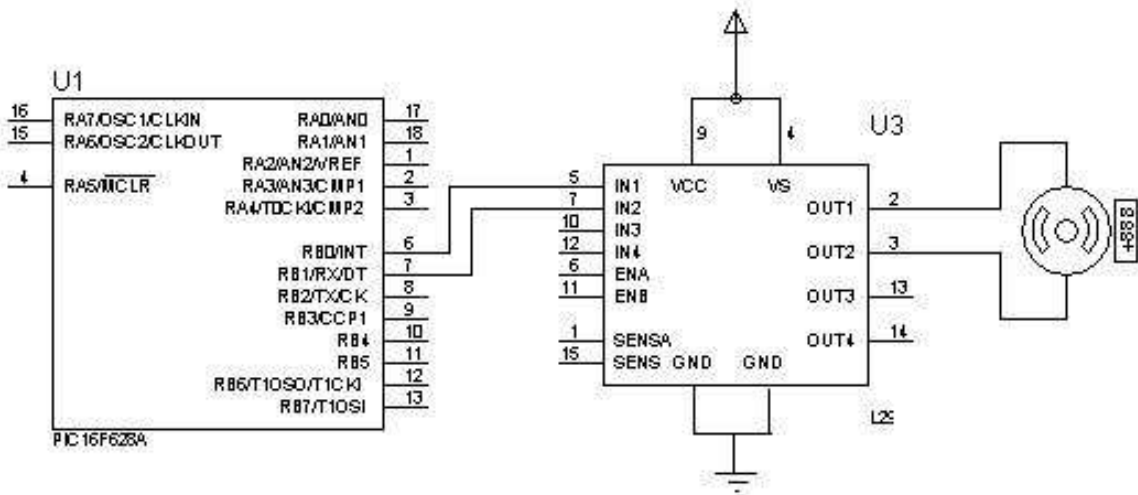 U1
16 RA7/OSC1/CLKIN RA0/AN0 17
15 RA6/OSC2/CLKOUT RA1/AN1 18
RA2/AN2/VREF 1
4 RA5/MCLR RA3/AN3/CMP1 2
RA4/T0CKI/CMP2 3
RB0/INT 6
RB1/RX/DT 7
RB2/TX/CK 8
RB3/CCP1 9
RB4 10
RB5 11
RB6/T1OSO/T1CKI 12
RB7/T1OSI 13
PIC16F628A
U3
9 4
5 IN1 VCC VS
7 IN2 OUT1 2
10 IN3
12 IN4 OUT2 3
6 ENA
11 ENB OUT3 13
1 SENSA OUT4 14
15 SENS GND GND
L29
+888